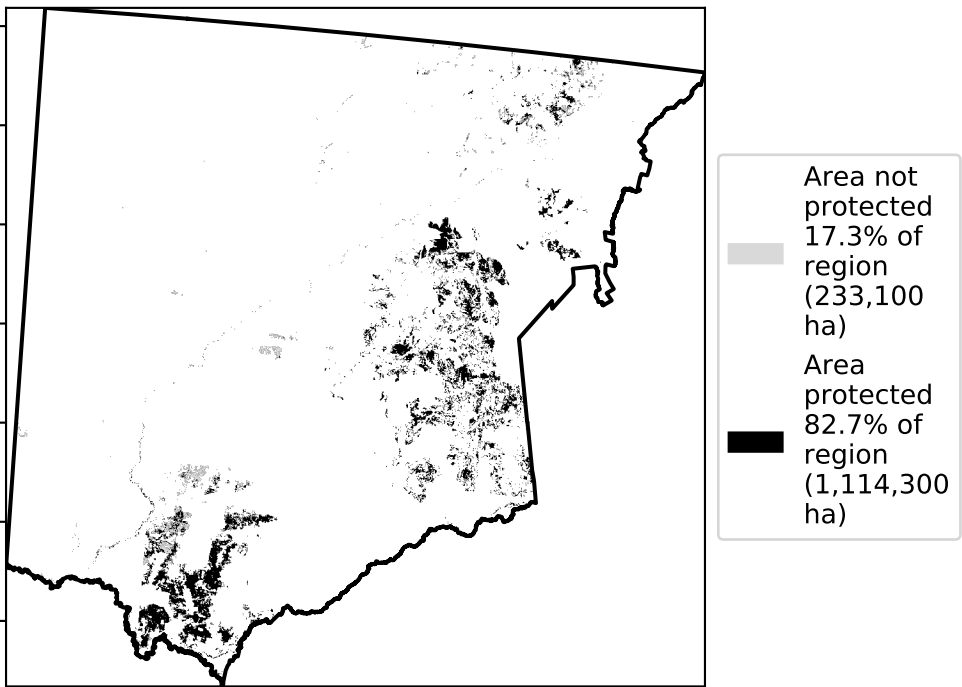 Area not
protected
17.3% of
region
(233,100
ha)
Area
protected
82.7% of
region
(1,114,300
ha)